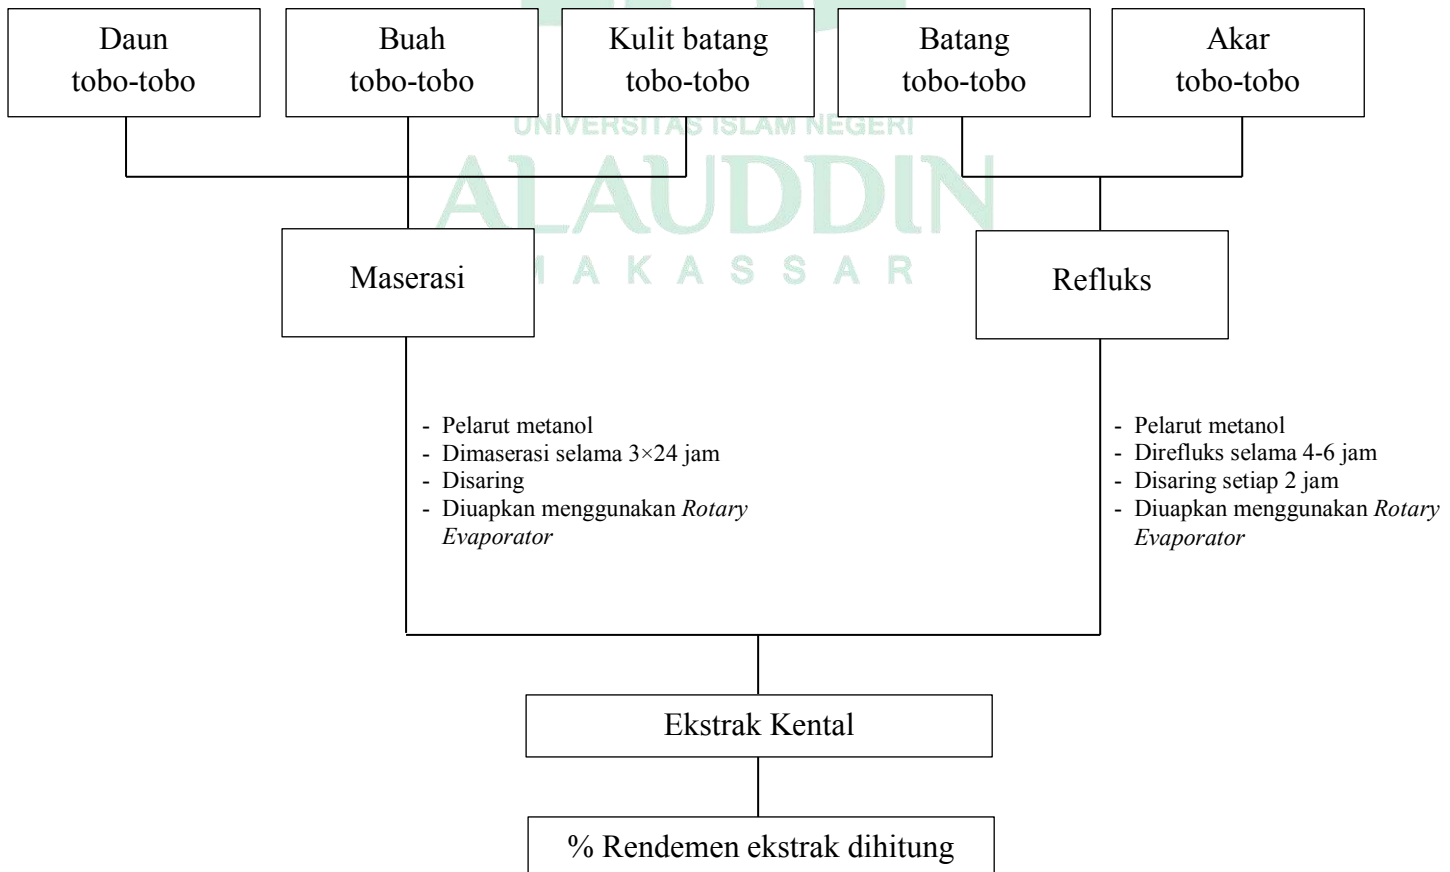 Daun
tobo-tobo
Buah
tobo-tobo
Kulit batang
tobo-tobo
Batang
tobo-tobo
Akar
tobo-tobo
UNIVERSITAS ISLAM NEGERI
ALAUDDIN
MAKASSAR
Maserasi
Refluks
- Pelarut metanol
- Dimaserasi selama 3×24 jam
- Disaring
- Diuapkan menggunakan Rotary
Evaporator
- Pelarut metanol
- Direfluks selama 4-6 jam
- Disaring setiap 2 jam
- Diuapkan menggunakan Rotary
Evaporator
Ekstrak Kental
% Rendemen ekstrak dihitung